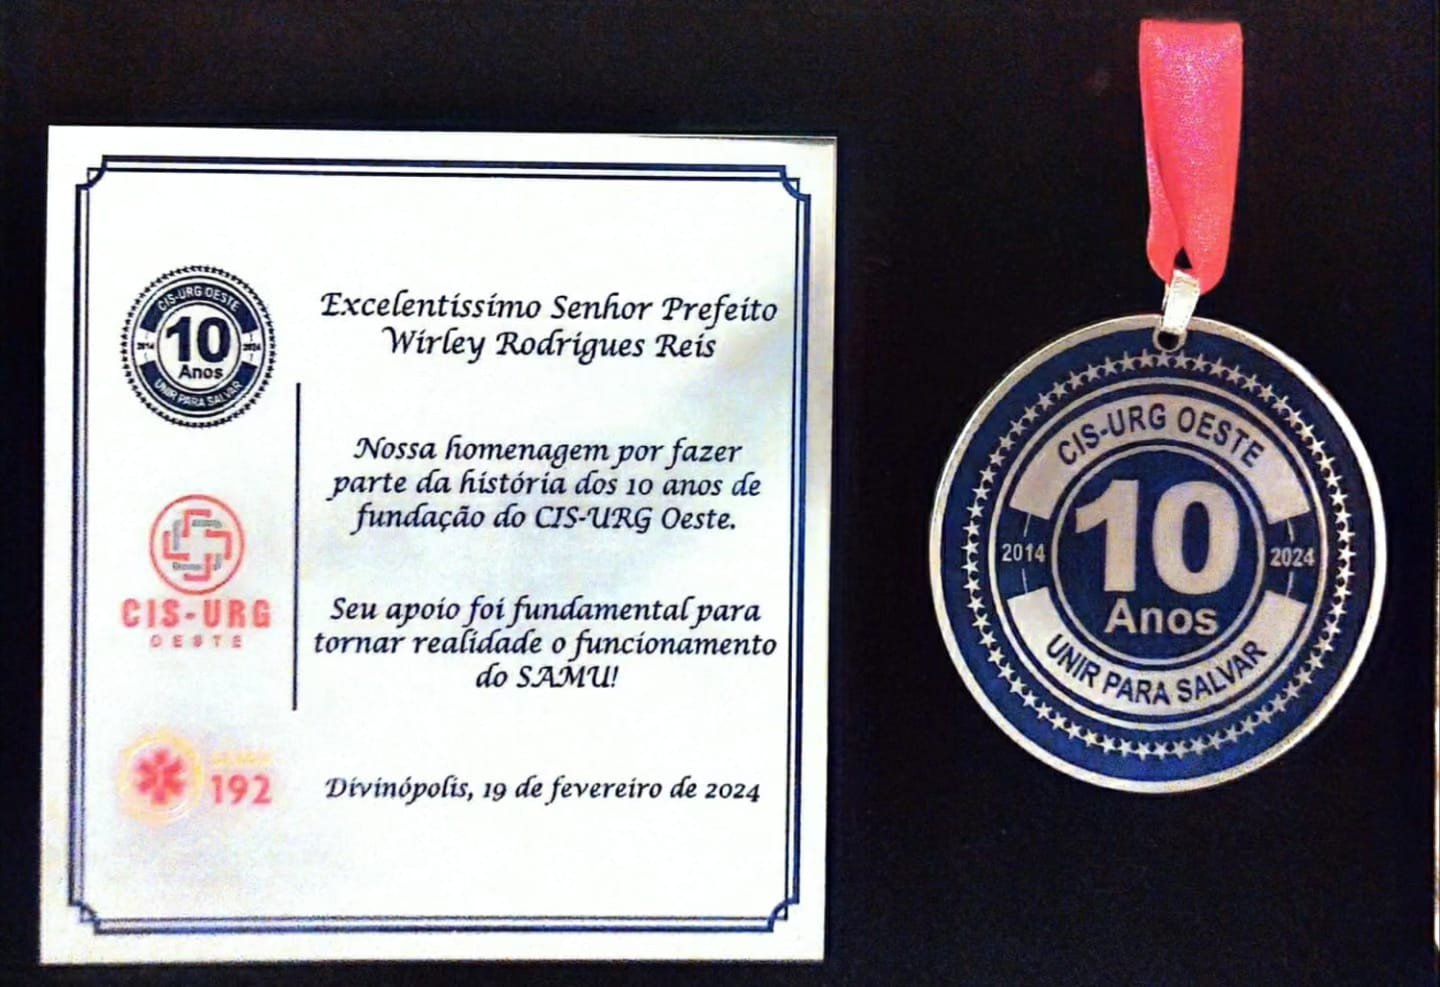 CIS-URG OESTE
2014 10 2024
Anos
UNIR PARA SALVAR
CIS-URG
OESTE
192
Excelentíssimo Senhor Prefeito
Wirley Rodrigues Reis
Nossa homenagem por fazer
parte da história dos 10 anos de
fundação do CIS-URG Oeste.
Seu apoio foi fundamental para
tornar realidade o funcionamento
do SAMU!
Divinópolis, 19 de fevereiro de 2024
CIS-URG OESTE
2014 10 2024
Anos
UNIR PARA SALVAR